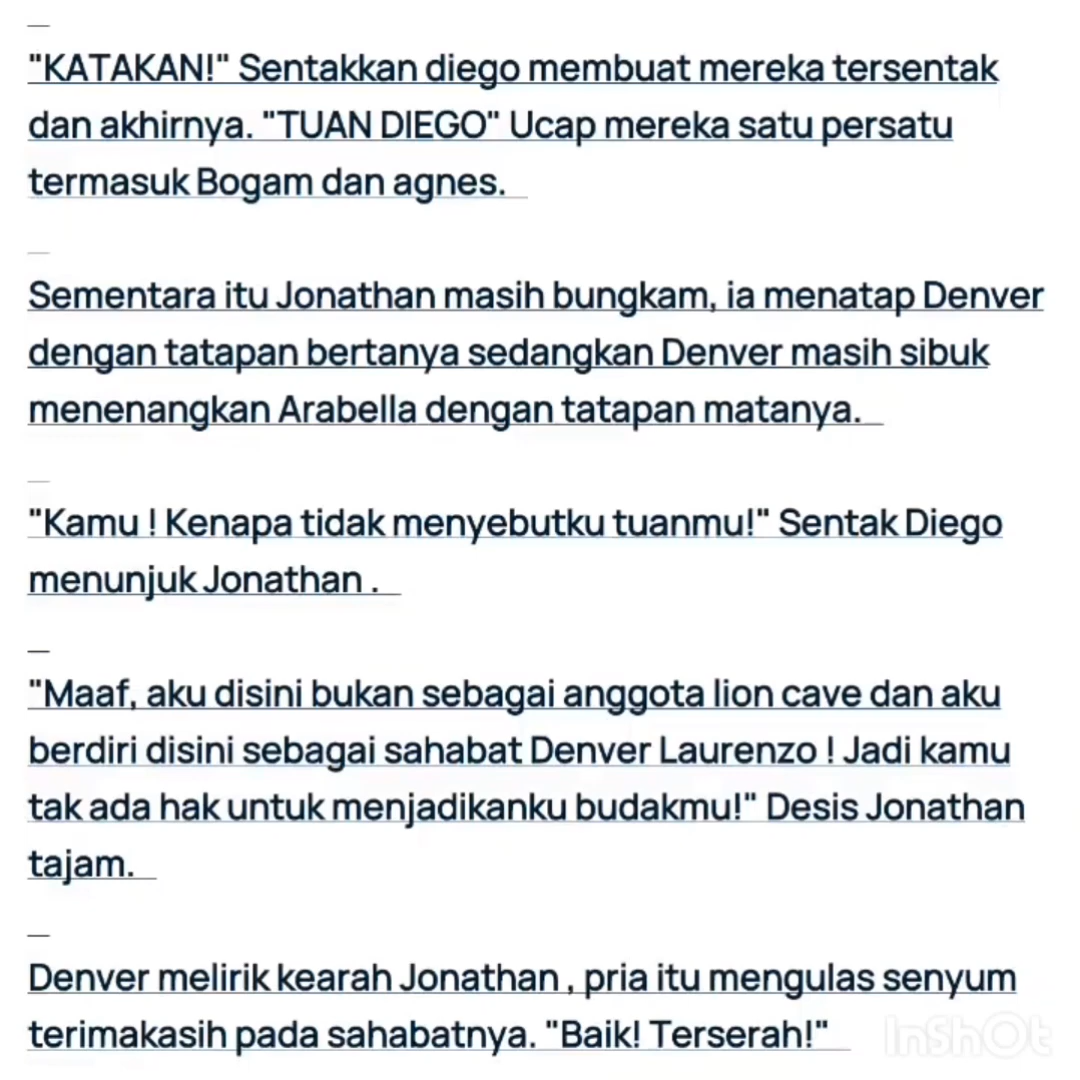 "KATAKAN!" Sentakkan diego membuat mereka tersentak
dan akhirnya. "TUAN DIEGO" Ucap mereka satu persatu
termasuk Bogam dan agnes.
Sementara itu Jonathan masih bungkam, ia menatap Denver
dengan tatapan bertanya sedangkan Denver masih sibuk
menenangkan Arabella dengan tatapan matanya.
"Kamu ! Kenapa tidak menyebutku tuanmu!" Sentak Diego
menunjuk Jonathan .
"Maaf, aku disini bukan sebagai anggota lion cave dan aku
berdiri disini sebagai sahabat Denver Laurenzo ! Jadi kamu
tak ada hak untuk menjadikanku budakmu!" Desis Jonathan
tajam.
Denver melirik kearah Jonathan , pria itu mengulas senyum
terimakasih pada sahabatnya. "Baik! Terserah!"
InShOt